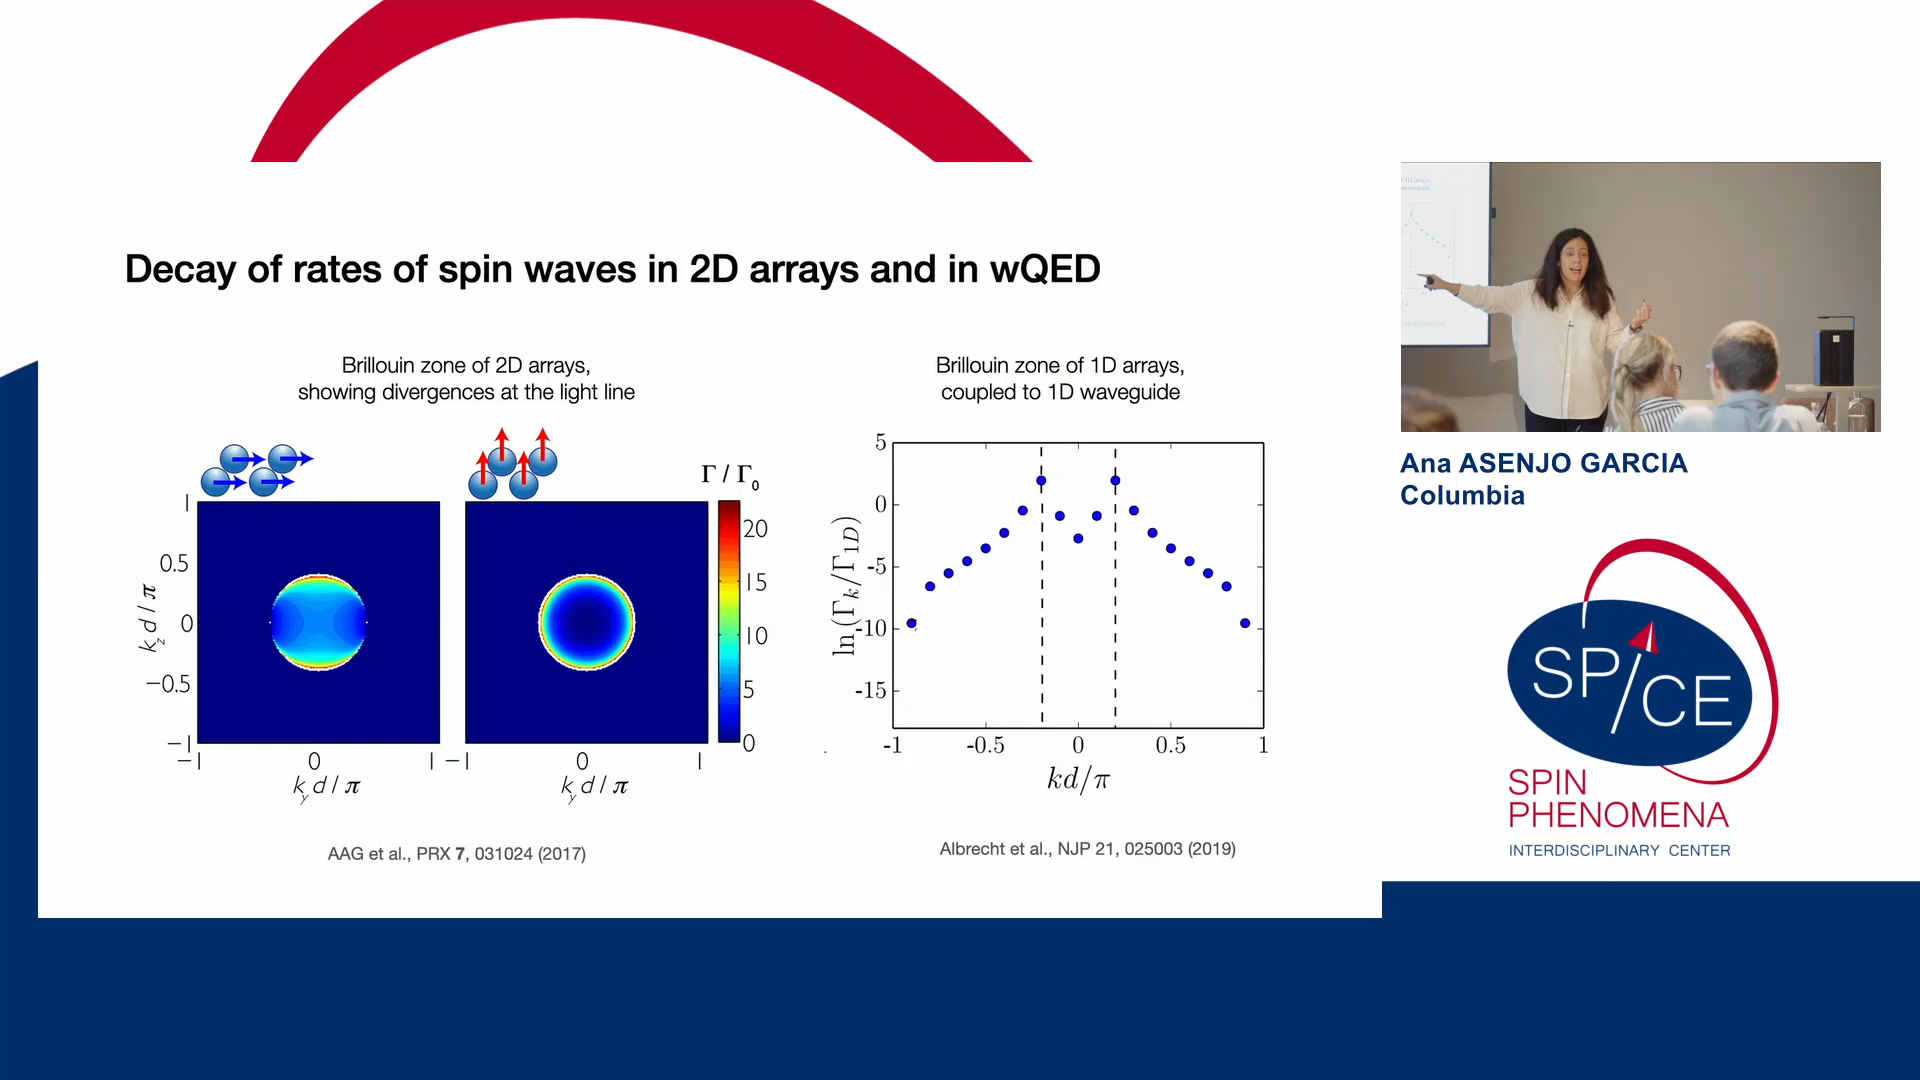 Decay of rates of spin waves in 2D arrays and in wQED
Brillouin zone of 2D arrays,
showing divergences at the light line
Γ / Γ0
1
0.5
0
−0.5
−1
−1
0
1
k_y d / π
k_z d / π
−1
0
1
k_y d / π
20
15
10
5
0
AAG et al., PRX 7, 031024 (2017)
Brillouin zone of 1D arrays,
coupled to 1D waveguide
5
0
-5
-10
-15
ln(Γk/Γ1D)
-1
-0.5
0
0.5
1
kd/π
Albrecht et al., NJP 21, 025003 (2019)
Ana ASENJO GARCIA
Columbia
SP/CE
SPIN
PHENOMENA
INTERDISCIPLINARY CENTER